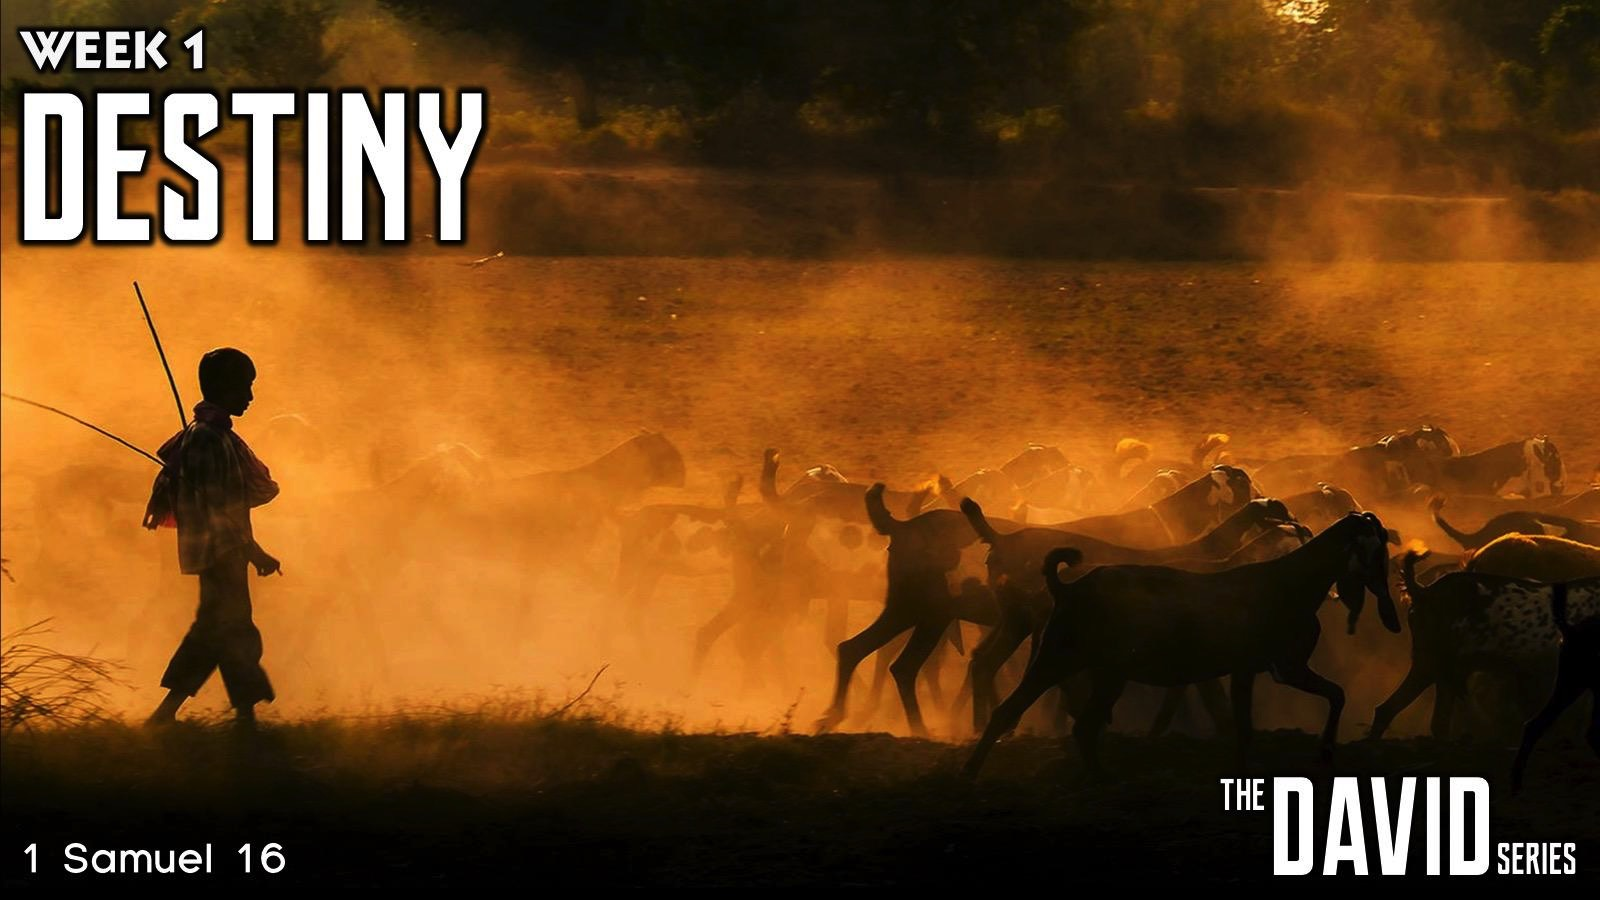 WEEK 1
DESTINY
1 Samuel 16
THE DAVID SERIES